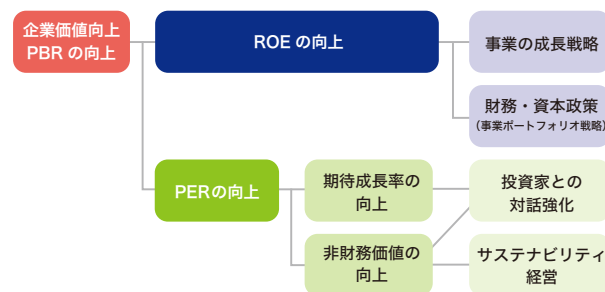 企業価値向上
PBR の向上
ROE の向上
事業の成長戦略
財務・資本政策
（事業ポートフォリオ戦略）
PERの向上
期待成長率の
向上
投資家との
対話強化
非財務価値の
向上
サステナビリティ
経営